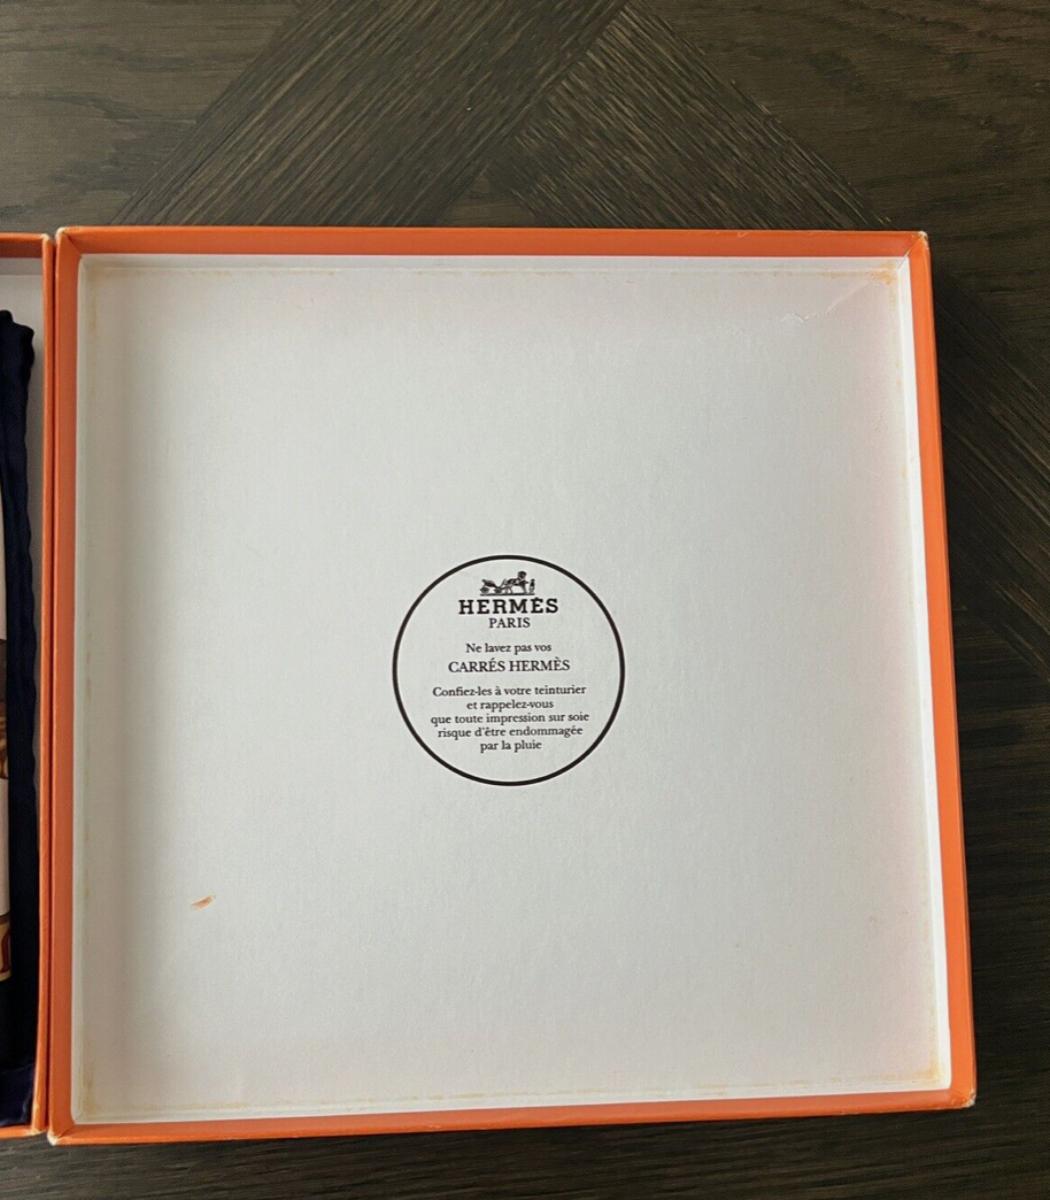 HERMÈS
PARIS
Ne lavez pas vos
CARRÉS HERMÈS
Confiez-les à votre teinturier
et rappelez-vous
que toute impression sur soie
risque d'être endommagée
par la pluie